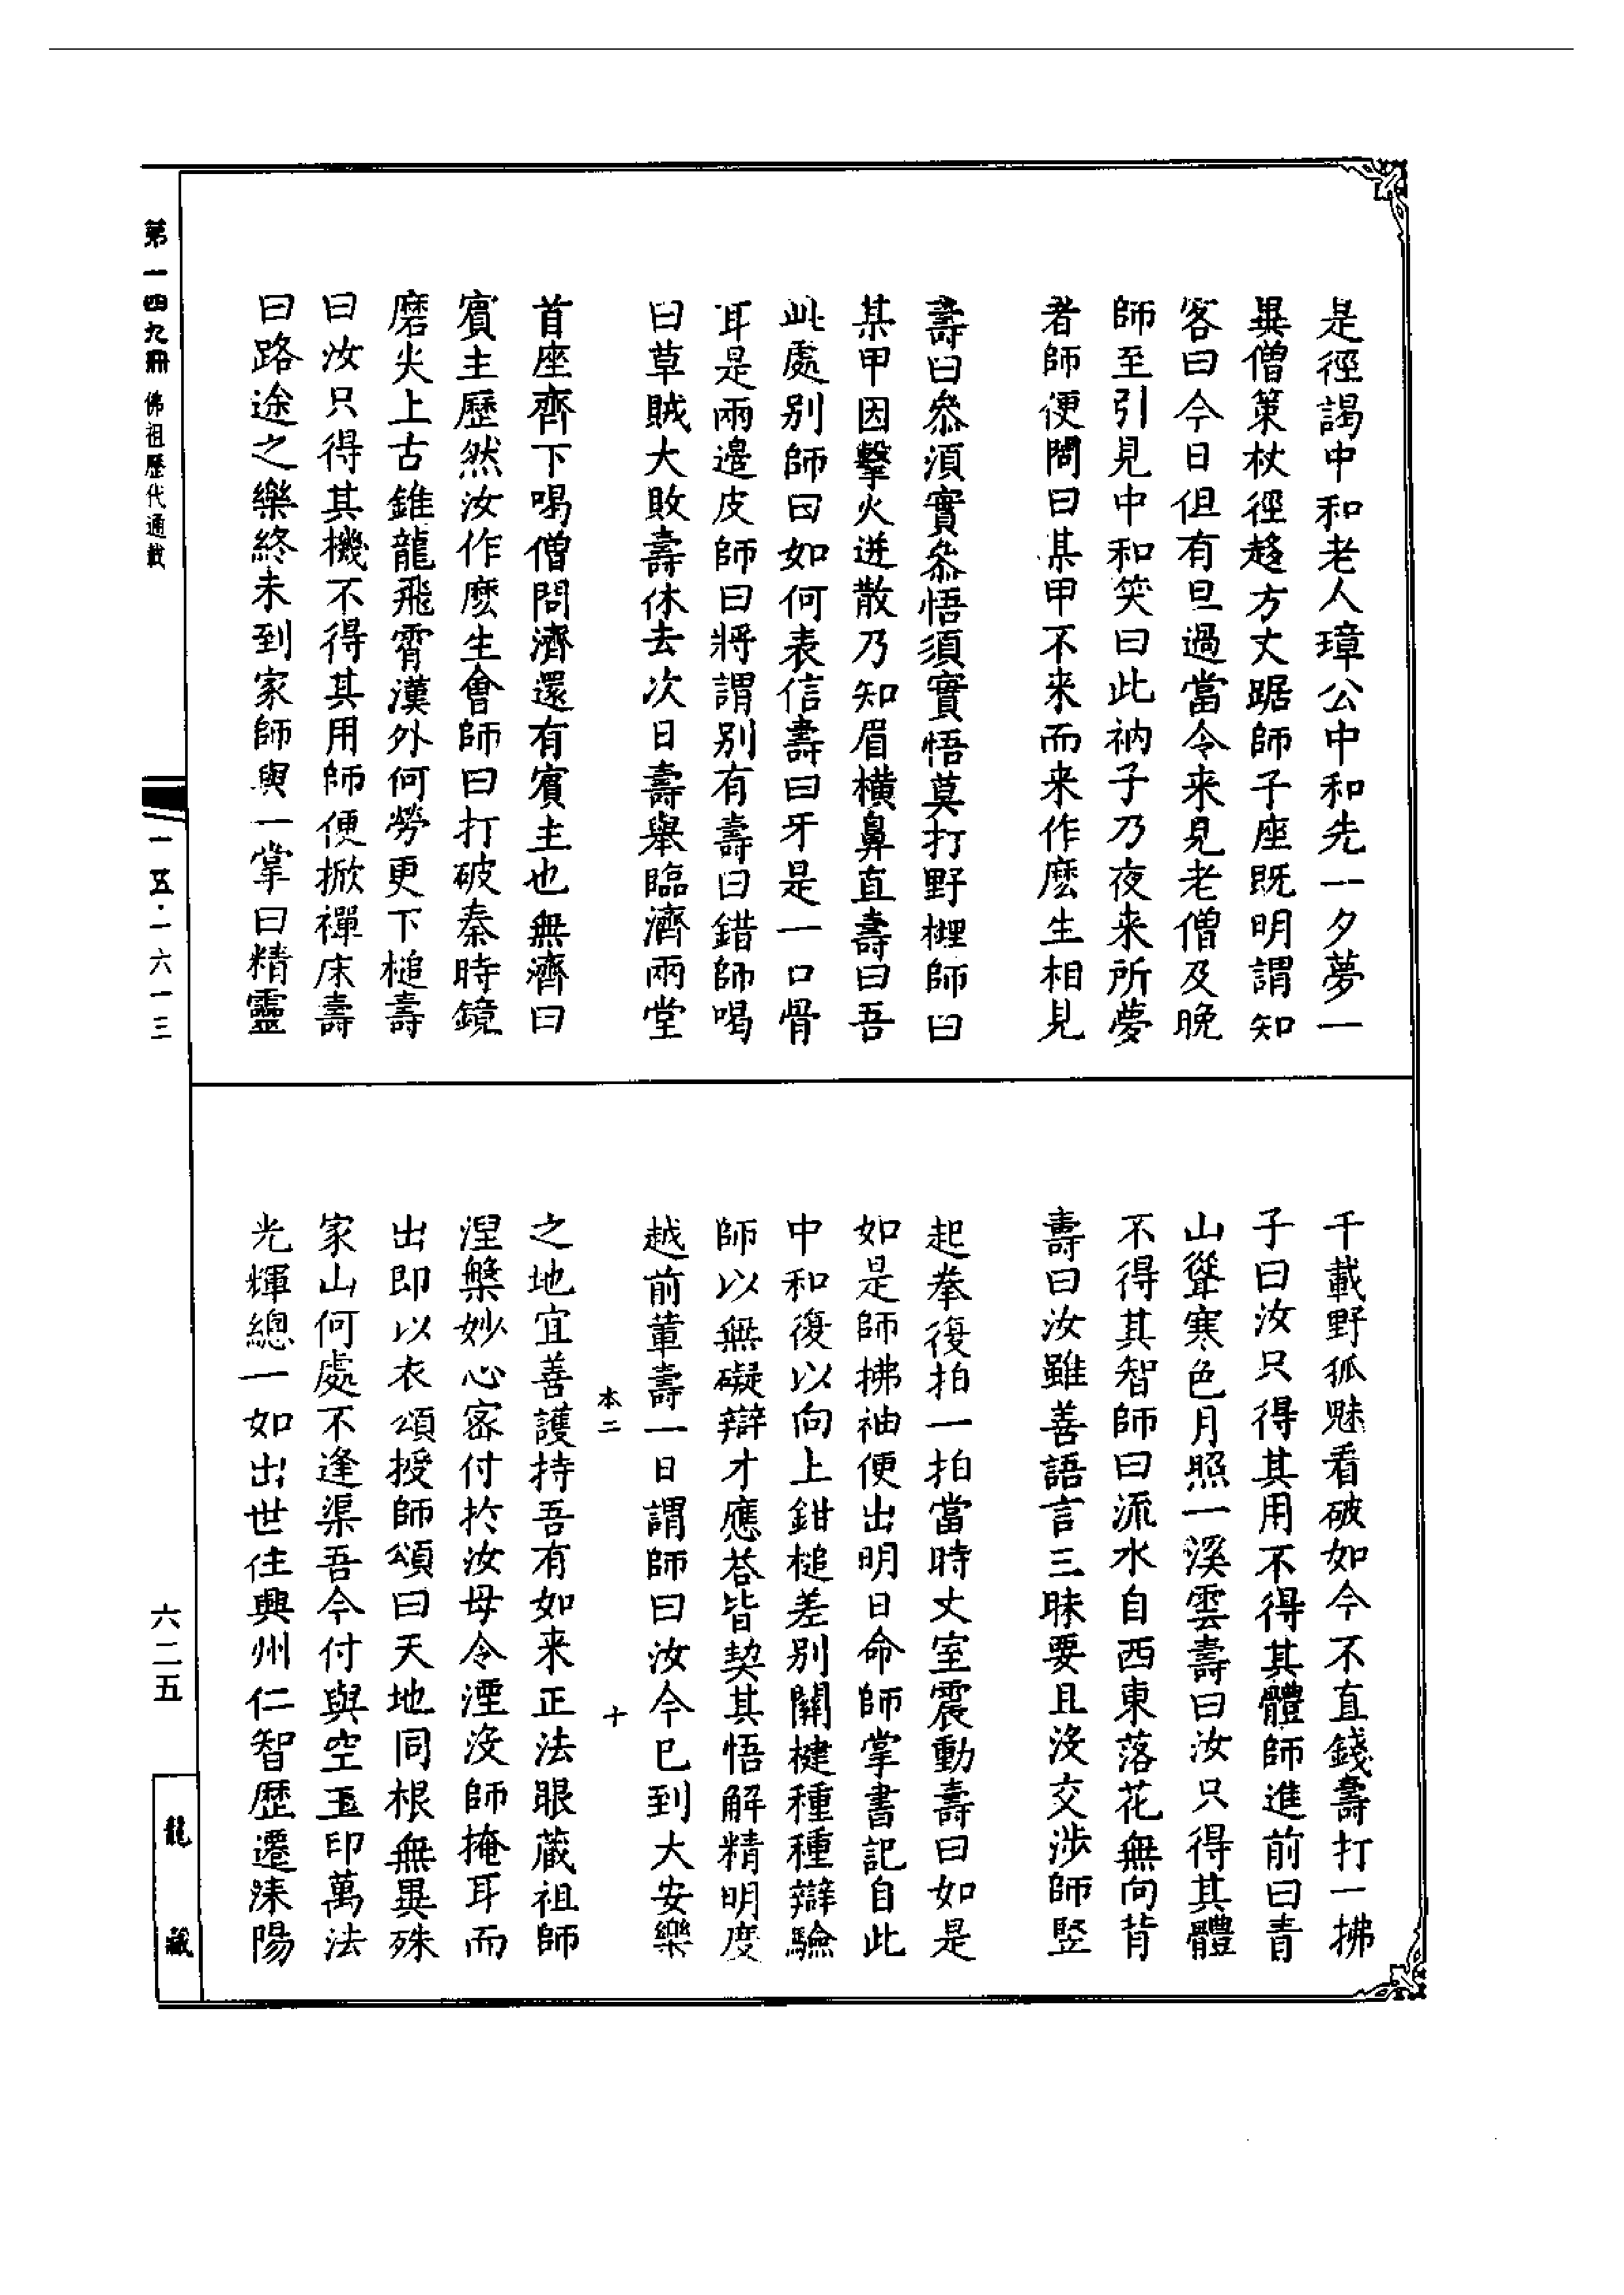 是徑謁中和老人璋公中和先一夕夢一
異僧策杖徑趍方丈踞師子座既明謂知
客曰今日但有旦過當令来見老僧及晚
師至引見中和笑曰此衲子乃夜来所夢
者師便問曰某甲不来而来作麽生相見
壽曰叅須實叅悟須實悟莫打野榸師曰
某甲因擊火迸散乃知眉橫鼻直壽曰吾
此處别師曰如何表信壽曰牙是一口骨
耳是兩邉皮師曰將謂别有壽曰錯師喝
曰草賊大敗壽休去次日壽舉臨濟兩堂
首座齊下喝僧問濟還有賓主也無濟曰
賓主歷然汝作麽生會師曰打破秦時鏡
磨尖上古錐龍飛霄漢外何勞更下槌壽
曰汝只得其機不得其用師便掀禪床壽
曰路途之樂終未到家師與一掌曰精靈
千載野狐魅看破如今不直錢壽打一拂
子曰汝只得其用不得其體師進前曰青
山聳寒色月照一溪雲壽曰汝只得其體
不得其智師曰流水自西東落花無向背
壽曰汝雖善語言三昧要且沒交涉師竪
起拳復拍一拍當時丈室震動壽曰如是
如是師拂袖便出明日命師掌書記自此
中和復以向上鉗槌差别關楗種種辯驗
師以無礙辯才應荅皆契其悟解精明度
越前軰壽一日謂師曰汝今已到大安樂
本二 十
之地宜善護持吾有如来正法眼蔵祖師
涅槃妙心密付於汝毋令湮沒師掩耳而
出即以衣頌授師頌曰天地同根無異殊
家山何處不逢渠吾今付與空王印萬法
光輝總一如出世住興州仁智歷遷淶陽
第一四九冊 佛祖歷代通載
一五·一六一三
六二五
龍藏